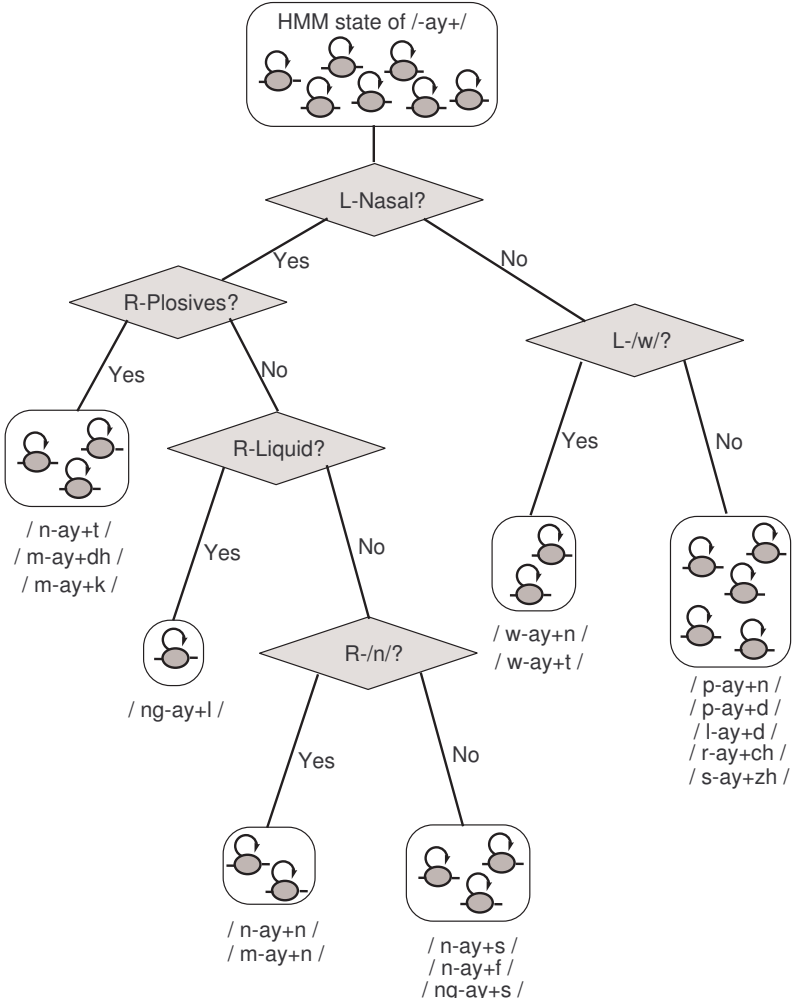 HMM state of /-ay+/
L-Nasal?
Yes
No
R-Plosives?
L-/w/?
Yes
No
Yes
No
R-Liquid?
/ n-ay+t /
/ m-ay+dh /
/ m-ay+k /
Yes
No
/ w-ay+n /
/ w-ay+t /
R-/n/?
/ ng-ay+l /
/ p-ay+n /
/ p-ay+d /
/ l-ay+d /
/ r-ay+ch /
/ s-ay+zh /
Yes
No
/ n-ay+n /
/ m-ay+n /
/ n-ay+s /
/ n-ay+f /
/ ng-ay+s /